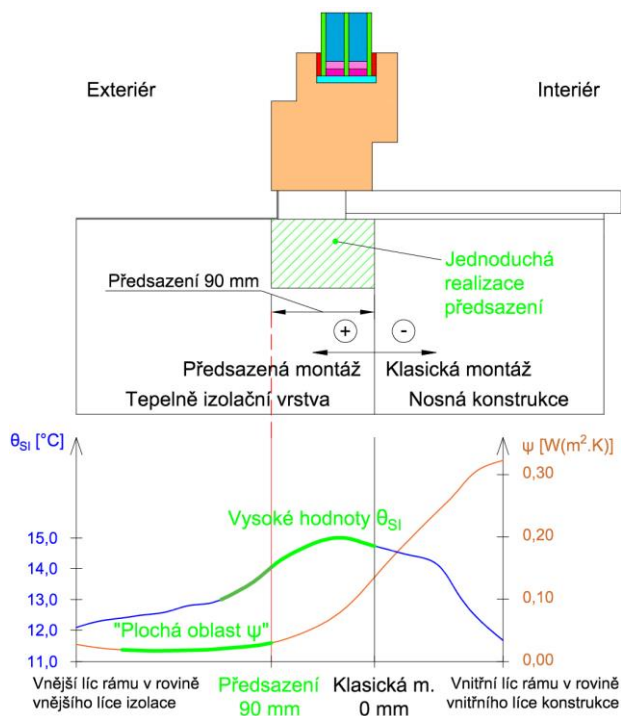 Exteriér
Interiér
Jednoduchá
realizace
předsazení
Předsazení 90 mm
+
-
Předsazená montáž
Klasická montáž
Tepelně izolační vrstva
Nosná konstrukce
θSI [°C]
ψ [W(m².K)]
0,30
Vysoké hodnoty θSI
15,0
0,20
14,0
13,0
0,10
"Plochá oblast ψ"
12,0
11,0
0,00
Vnější líc rámu v rovině
vnějšího líce izolace
Předsazení
90 mm
Klasická m.
0 mm
Vnitřní líc rámu v rovině
vnitřního líce konstrukce